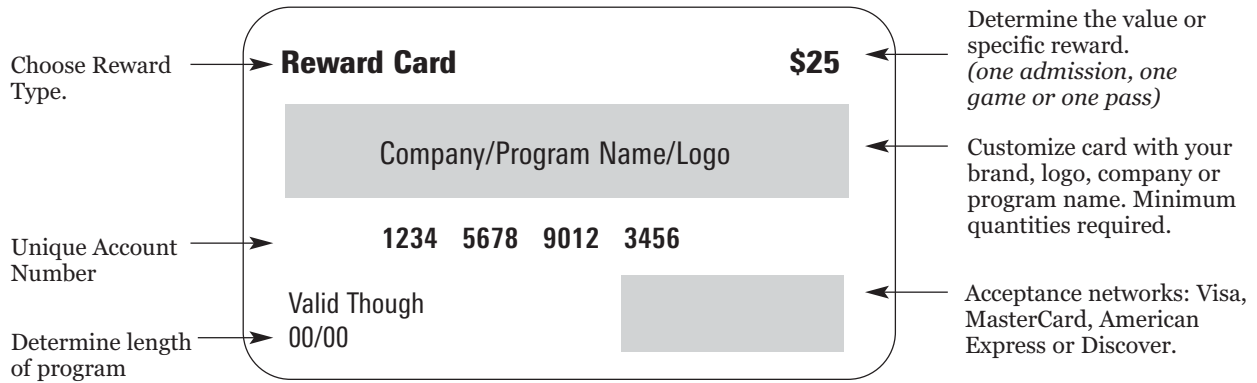 Choose Reward
Type.
Unique Account
Number
Determine length
of program
Reward Card $25
Company/Program Name/Logo
1234 5678 9012 3456
Valid Though
00/00
Determine the value or
specific reward.
(one admission, one
game or one pass)
Customize card with your
brand, logo, company or
program name. Minimum
quantities required.
Acceptance networks: Visa,
MasterCard, American
Express or Discover.